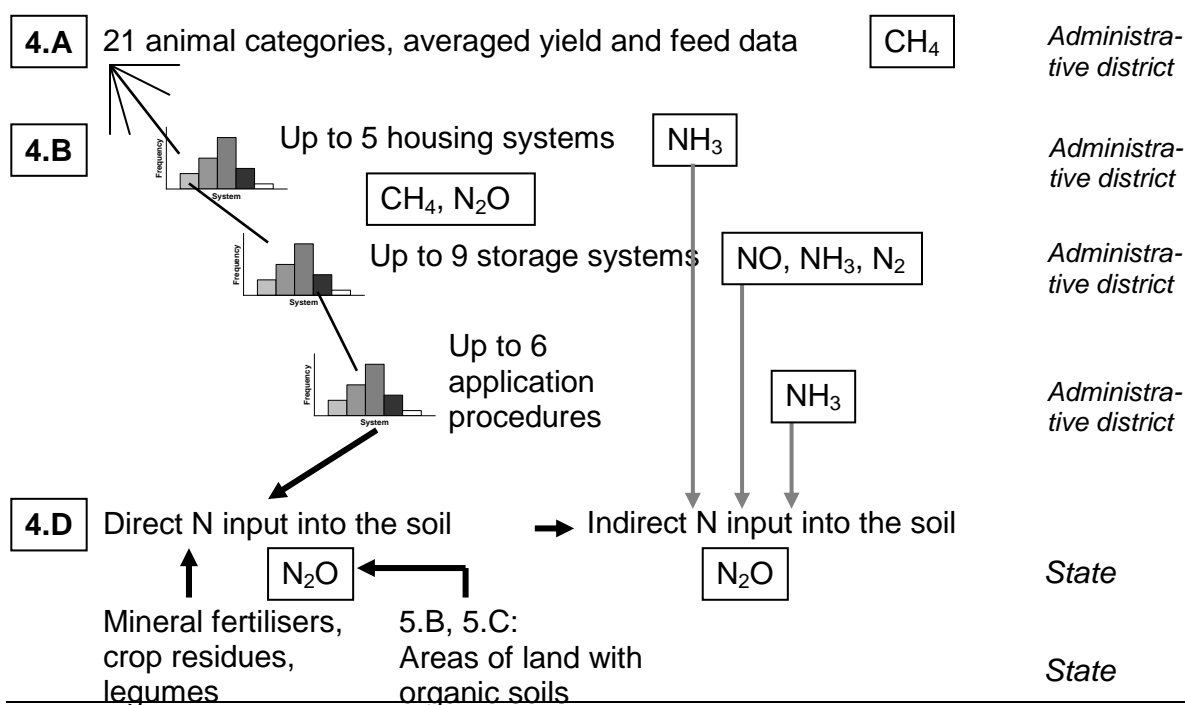 4.A 21 animal categories, averaged yield and feed data CH₄ Administra-
tive district
4.B Up to 5 housing systems NH₃ Administra-
tive district
Frequency
System
CH₄, N₂O
Up to 9 storage systems NO, NH₃, N₂ Administra-
tive district
Frequency
System
Up to 6
application
procedures
NH₃ Administra-
tive district
Frequency
System
4.D Direct N input into the soil Indirect N input into the soil
N₂O N₂O State
Mineral fertilisers,
crop residues,
legumes
5.B, 5.C:
Areas of land with
organic soils
State